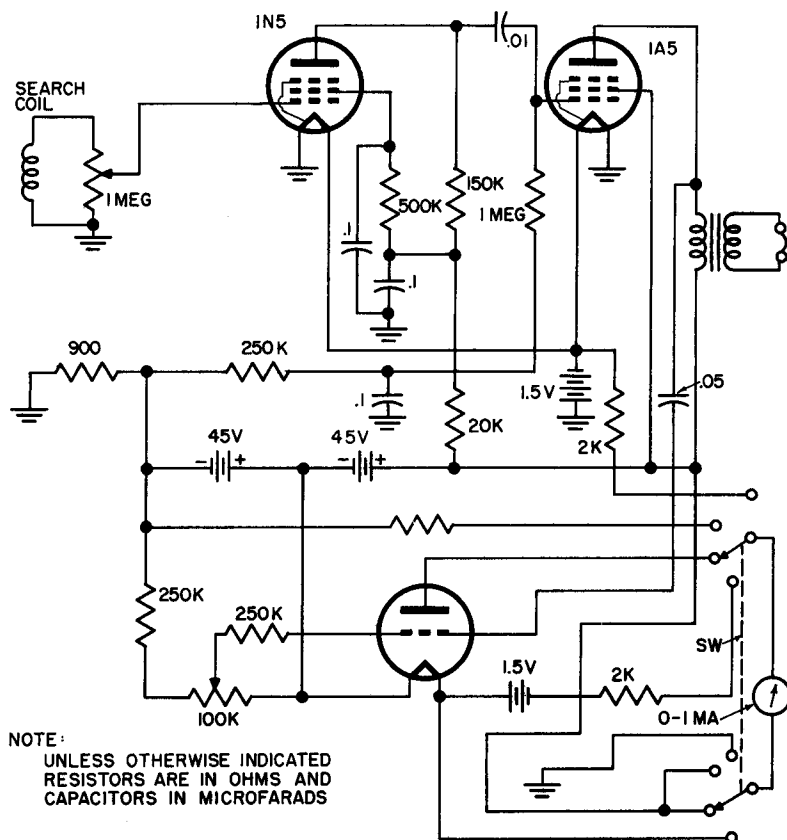 1N5
.01
1A5
SEARCH
COIL
1 MEG
500K
150K
1 MEG
.1
.1
900
250K
.1
1.5V
.05
20K
2K
45V
45V
- +
- +
250K
250K
1.5V
2K
SW
100K
0-1 MA
NOTE:
UNLESS OTHERWISE INDICATED
RESISTORS ARE IN OHMS AND
CAPACITORS IN MICROFARADS